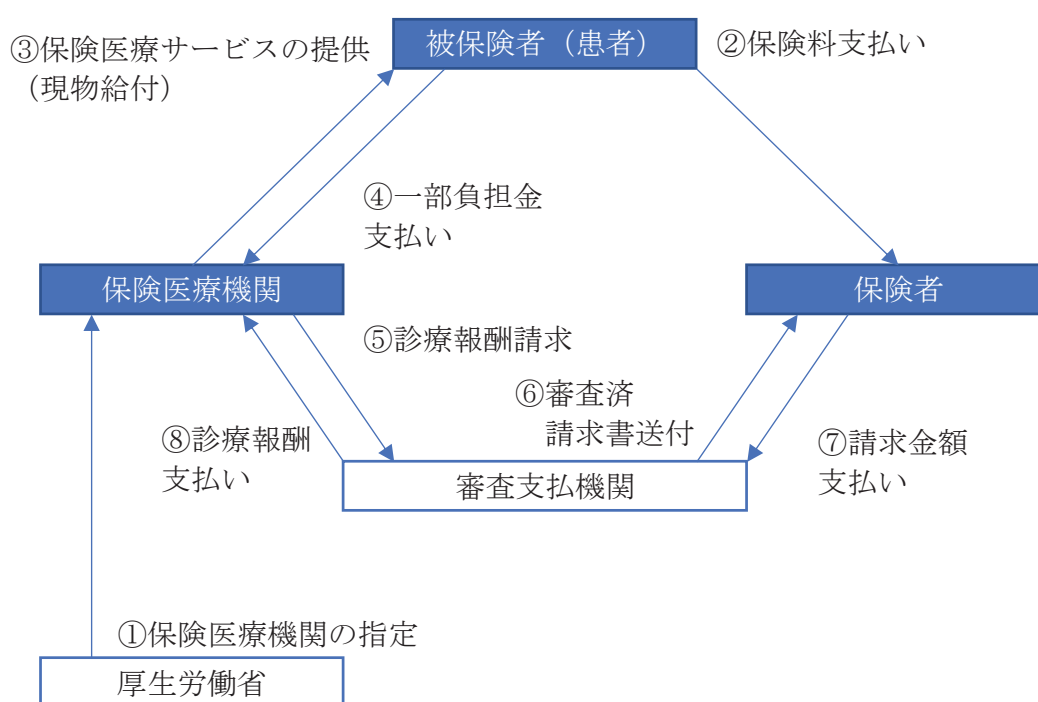 ③保険医療サービスの提供
（現物給付）
被保険者（患者）
②保険料支払い
④一部負担金
支払い
保険医療機関
保険者
⑤診療報酬請求
⑥審査済
請求書送付
⑧診療報酬
支払い
審査支払機関
⑦請求金額
支払い
①保険医療機関の指定
厚生労働省